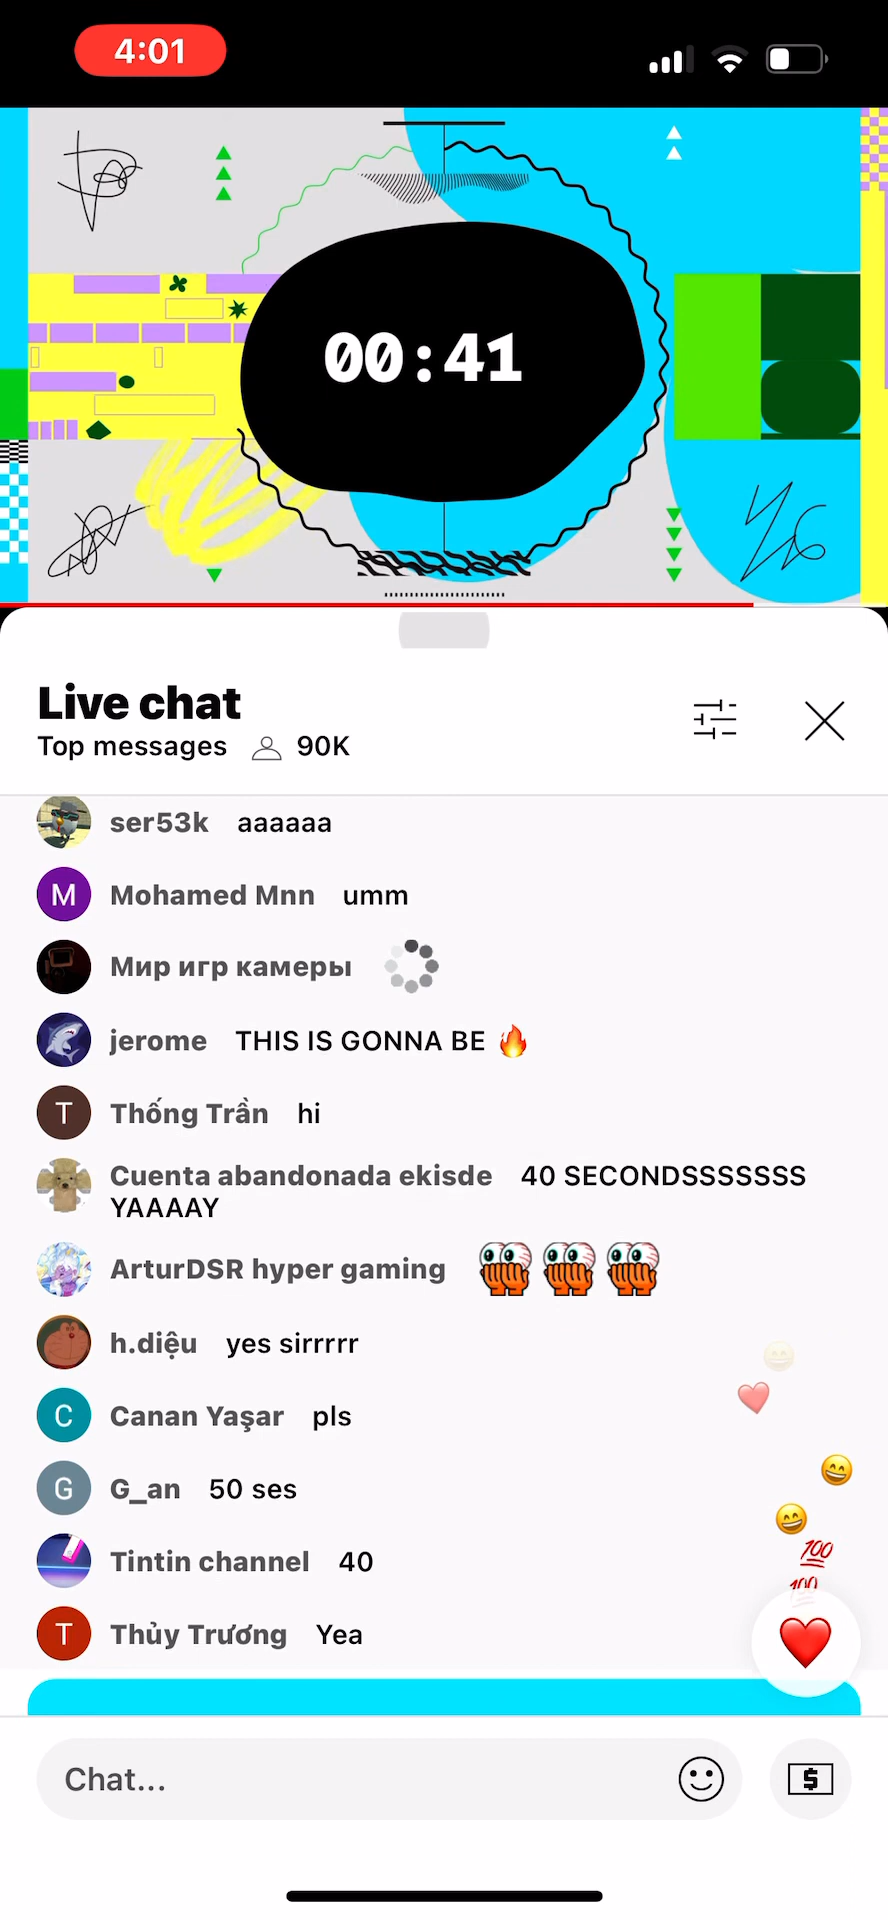 4:01
00:41
Live chat
Top messages 90K
ser53k aaaaaa
M Mohamed Mnn umm
Мир игр камеры
jerome THIS IS GONNA BE 🔥
T Thống Trần hi
Cuenta abandonada ekisde 40 SECONDSSSSSSS
YAAAAY
ArturDSR hyper gaming
h.diệu yes sirrrrr
C Canan Yaşar pls
G G_an 50 ses
Tintin channel 40
T Thủy Trương Yea
Chat...